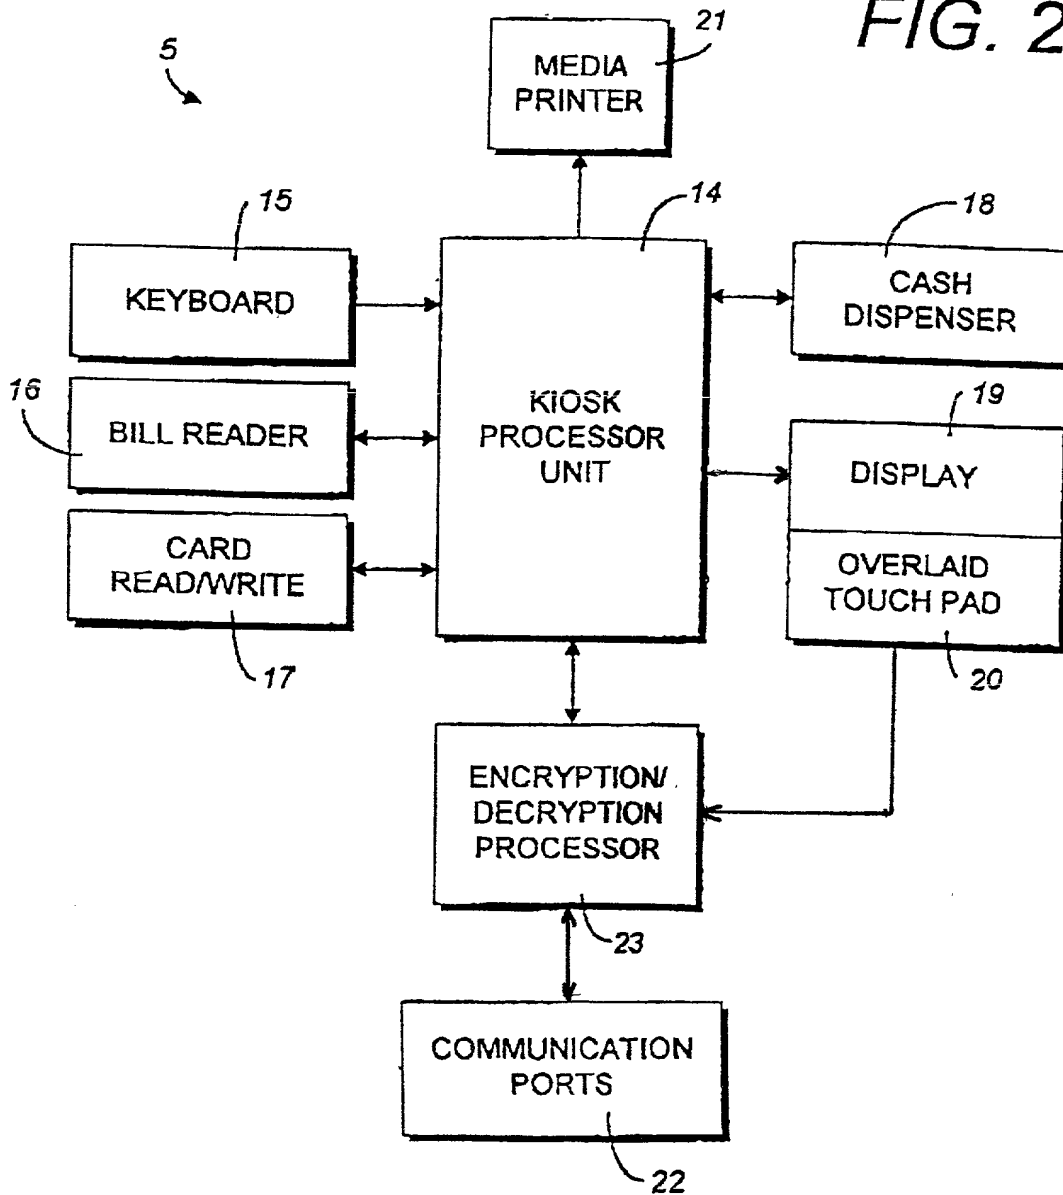 FIG. 2
5
21
MEDIA
PRINTER
15
14
18
KEYBOARD
CASH
DISPENSER
16
BILL READER
KIOSK
PROCESSOR
UNIT
19
DISPLAY
CARD
READ/WRITE
OVERLAID
TOUCH PAD
17
20
ENCRYPTION/
DECRYPTION
PROCESSOR
23
COMMUNICATION
PORTS
22